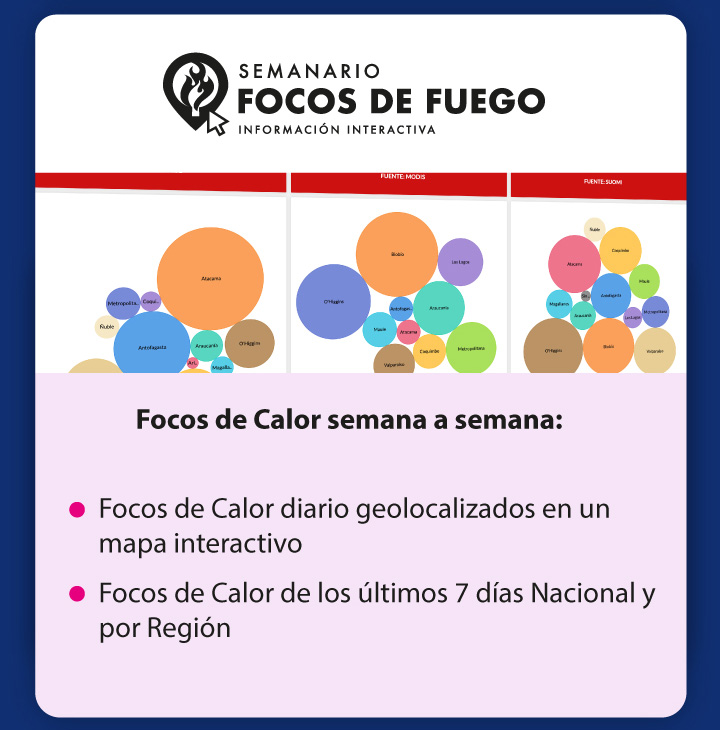 SEMANARIO
FOCOS DE FUEGO
INFORMACIÓN INTERACTIVA
FUENTE: MODIS
FUENTE: SUOMI
Atacama
Metropolita..
Coqui..
Ñuble
Antofagasta
Araucanía
O'Higgins
Ari..
Magalla..
Biobío
Los Lagos
O'Higgins
Antofagas..
Araucanía
Maule
Atacama
Coquimbo
Metropolitana
Valparaíso
Ñuble
Coquimbo
Atacama
Maule
Antofagasta
Magallanes
Araucanía
Los Lagos
Metropolitana
O'Higgins
Biobío
Valparaíso
Focos de Calor semana a semana:
Focos de Calor diario geolocalizados en un
mapa interactivo
Focos de Calor de los últimos 7 días Nacional y
por Región